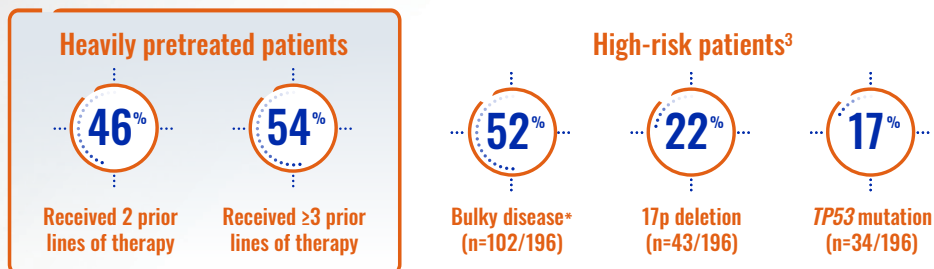 Heavily pretreated patients
46%
54%
Received 2 prior
lines of therapy
Received ≥3 prior
lines of therapy
High-risk patients³
52%
22%
17%
Bulky disease*
(n=102/196)
17p deletion
(n=43/196)
TP53 mutation
(n=34/196)